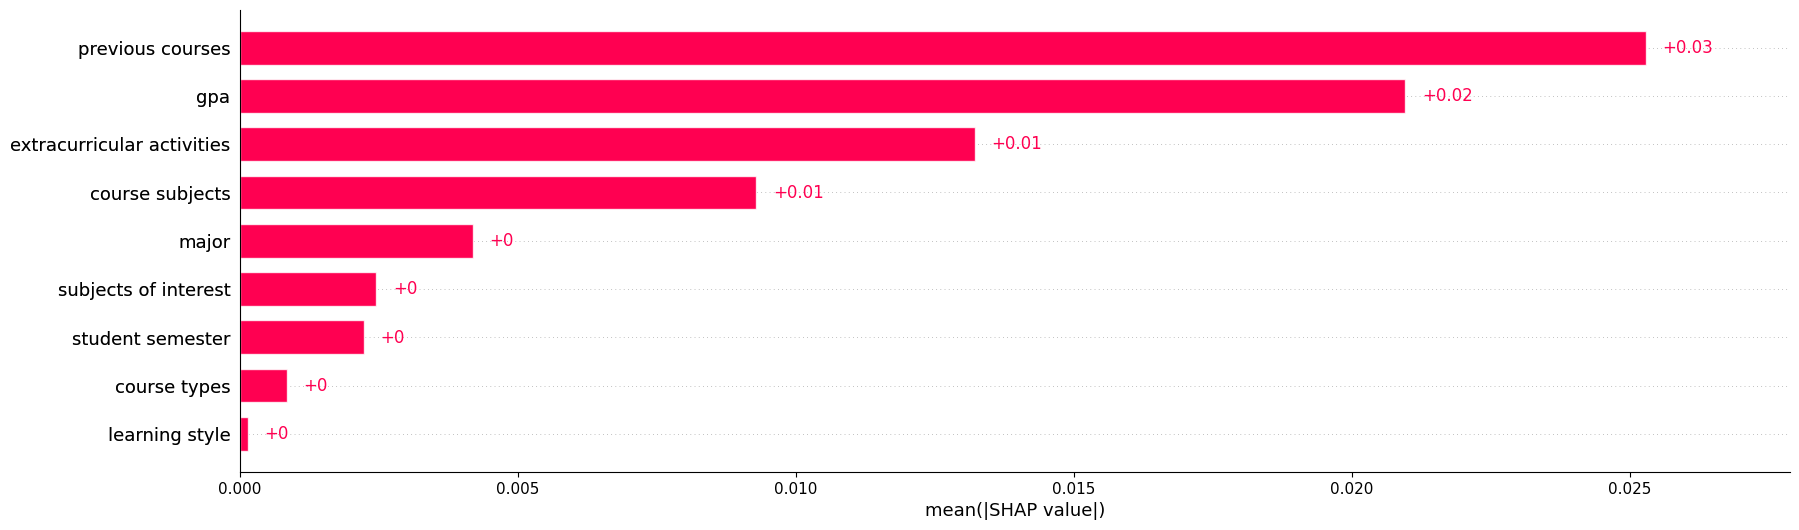 previous courses +0.03
gpa +0.02
extracurricular activities +0.01
course subjects +0.01
major +0
subjects of interest +0
student semester +0
course types +0
learning style +0
0.000 0.005 0.010 0.015 0.020 0.025
mean(|SHAP value|)